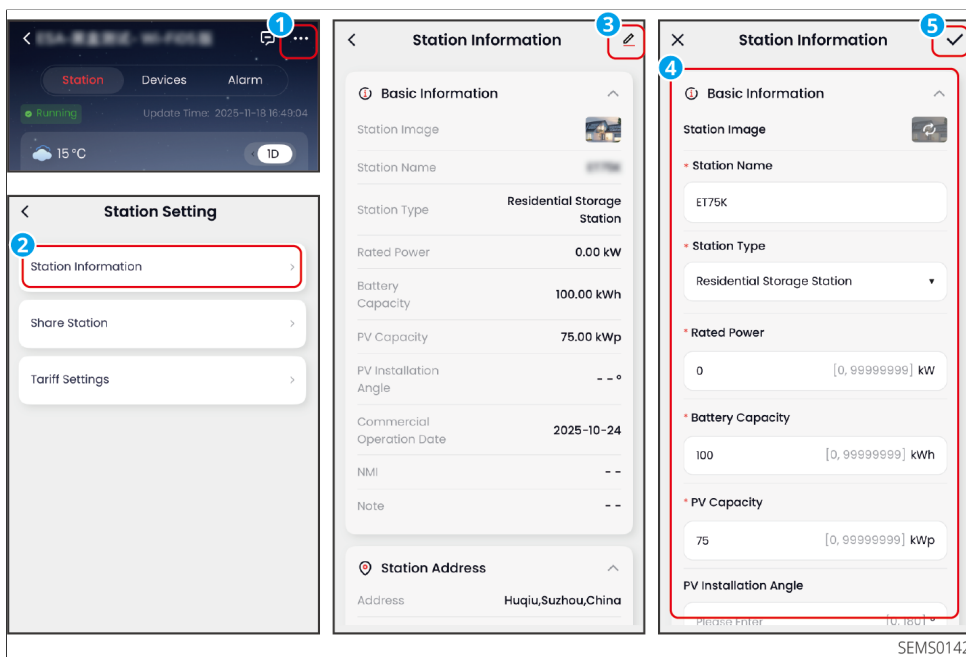 1
...
Station Devices Alarm
Running Update Time: 2025-11-18 16:49:04
15 °C 1D
Station Setting
2
Station Information
Share Station
Tariff Settings
3
Station Information
Basic Information
Station Image
Station Name
Station Type Residential Storage
Station
Rated Power 0.00 kW
Battery
Capacity 100.00 kWh
PV Capacity 75.00 kWp
PV Installation
Angle - - °
Commercial
Operation Date 2025-10-24
NMI - -
Note - -
Station Address
Address Huqiu,Suzhou,China
5
Station Information
4
Basic Information
Station Image
* Station Name
ET75K
* Station Type
Residential Storage Station
* Rated Power
0 [0, 99999999] kW
* Battery Capacity
100 [0, 99999999] kWh
* PV Capacity
75 [0, 99999999] kWp
PV Installation Angle
Please Enter [0, 180] °
SEMS0142